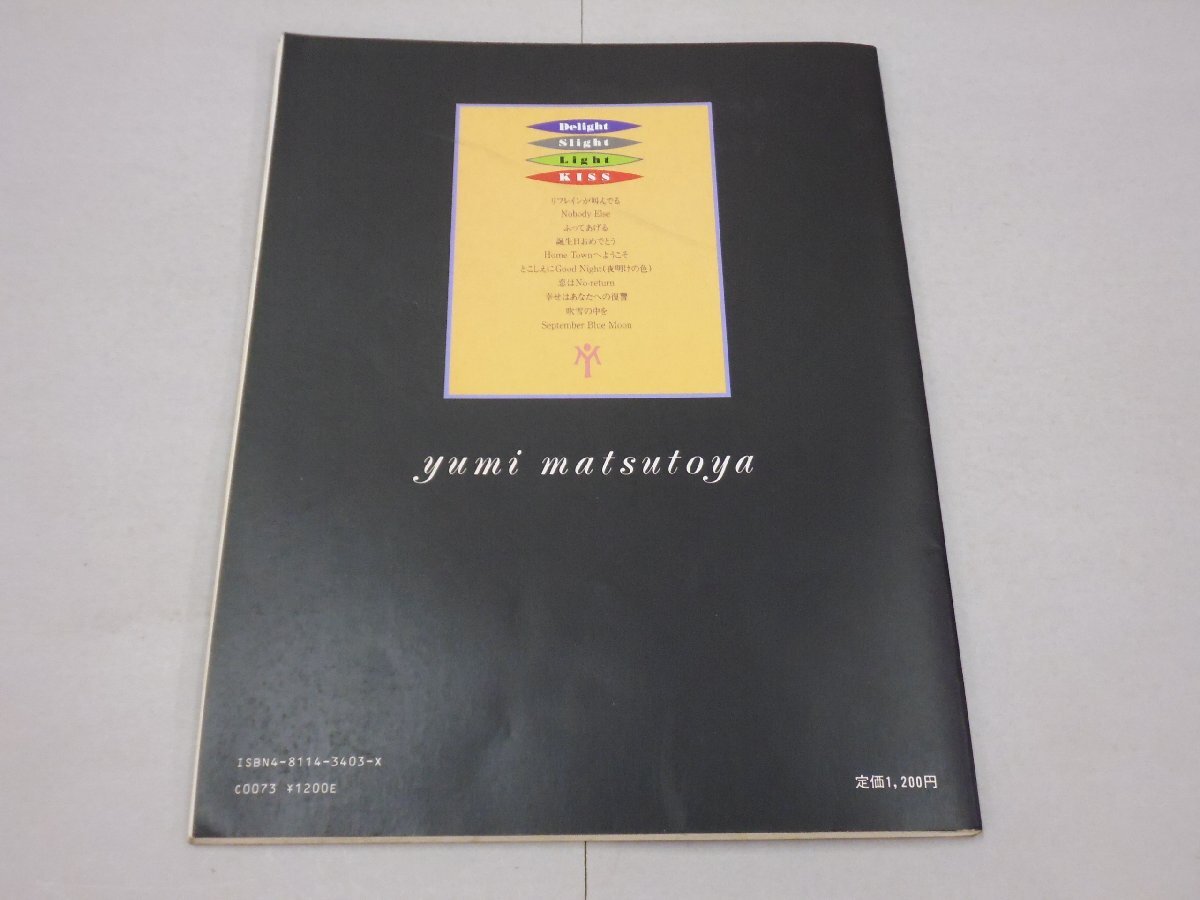 Delight
Slight
Light
KISS
リフレインが叫んでる
Nobody Else
ふってあげる
誕生日おめでとう
Home Townへようこそ
とこしえにGood Night(夜明けの色)
恋はNo-return
幸せはあなたへの復讐
吹雪の中を
September Blue Moon
yumi matsutoya
ISBN4-8114-3403-X
C0073 ¥1200E
定価1,200円